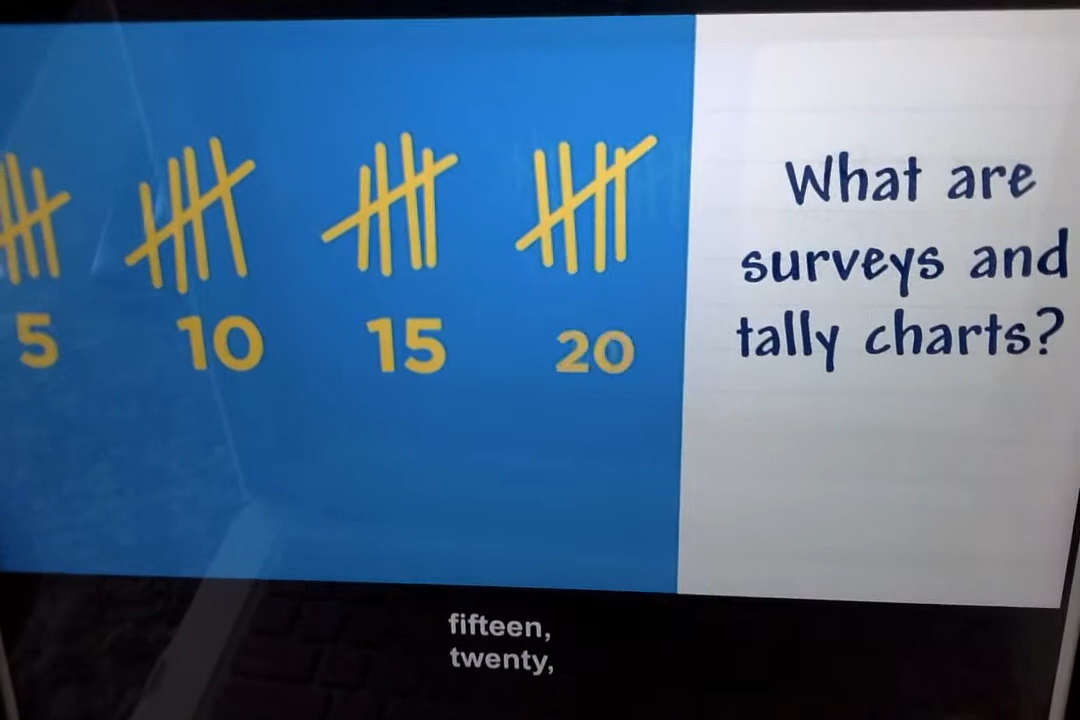 5 10 15 20
What are
surveys and
tally charts?
fifteen,
twenty,